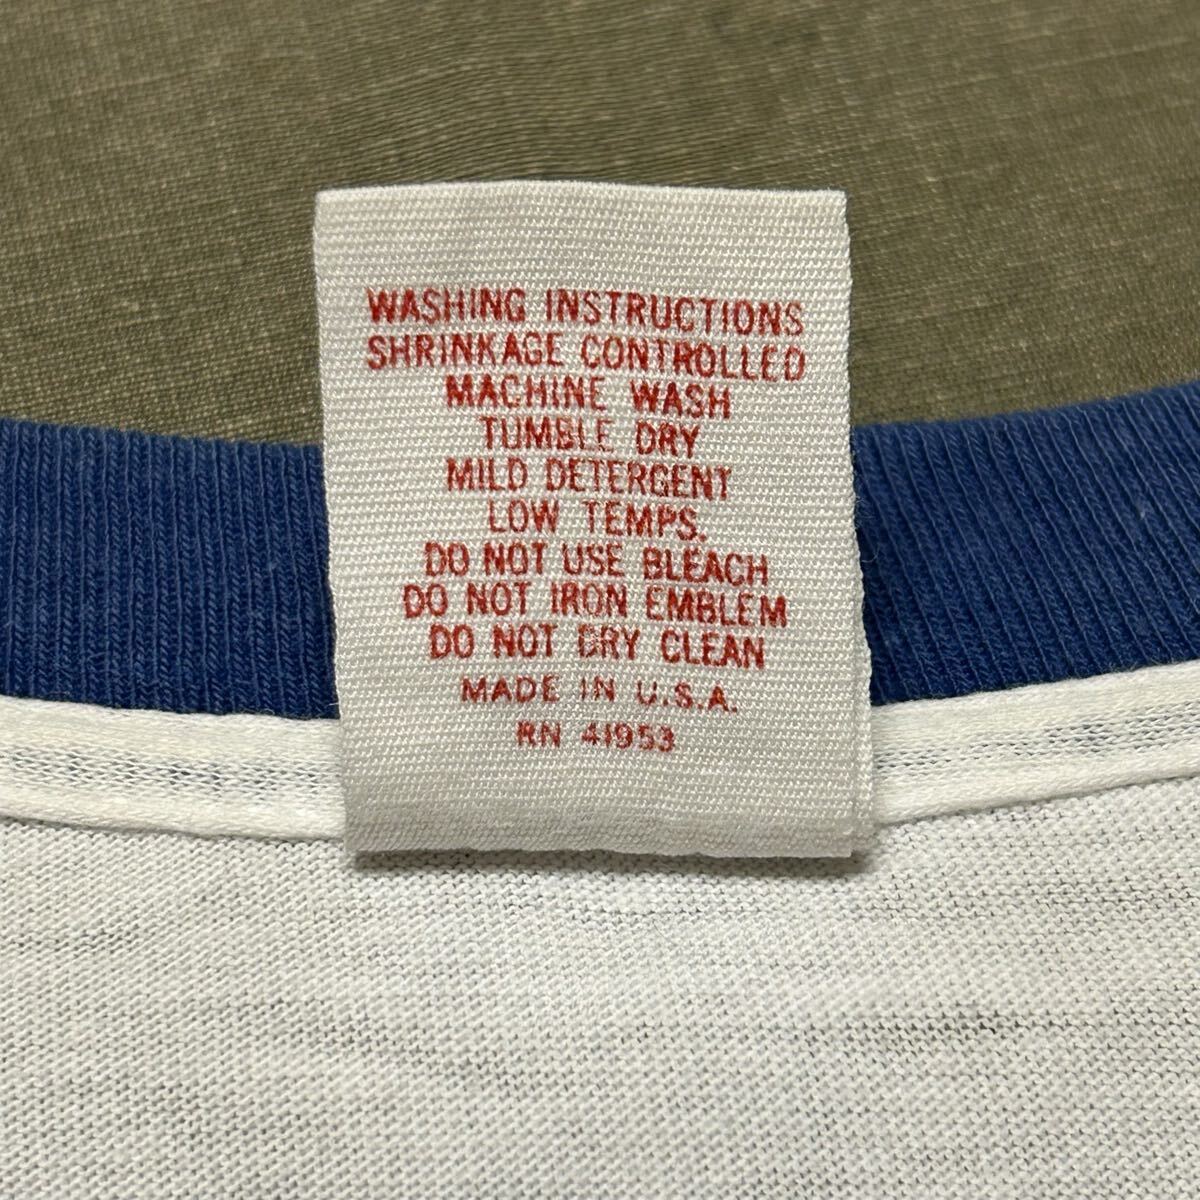 WASHING INSTRUCTIONS
SHRINKAGE CONTROLLED
MACHINE WASH
TUMBLE DRY
MILD DETERGENT
LOW TEMPS.
DO NOT USE BLEACH
DO NOT IRON EMBLEM
DO NOT DRY CLEAN
MADE IN U.S.A.
RN 41953